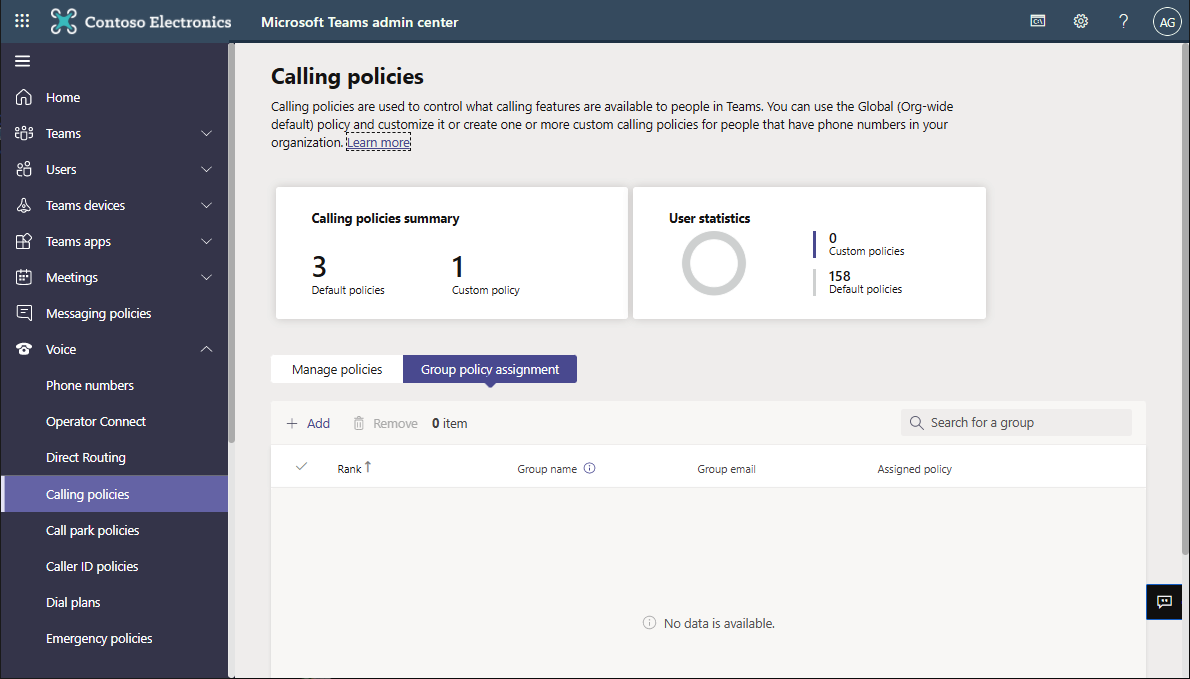 Contoso Electronics
Microsoft Teams admin center
?
AG
Home
Teams
Users
Teams devices
Teams apps
Meetings
Messaging policies
Voice
Phone numbers
Operator Connect
Direct Routing
Calling policies
Call park policies
Caller ID policies
Dial plans
Emergency policies
Calling policies
Calling policies are used to control what calling features are available to people in Teams. You can use the Global (Org-wide
default) policy and customize it or create one or more custom calling policies for people that have phone numbers in your
organization. Learn more
Calling policies summary
3
Default policies
1
Custom policy
User statistics
0
Custom policies
158
Default policies
Manage policies
Group policy assignment
+ Add
Remove
0 item
Search for a group
Rank ↑
Group name
Group email
Assigned policy
No data is available.